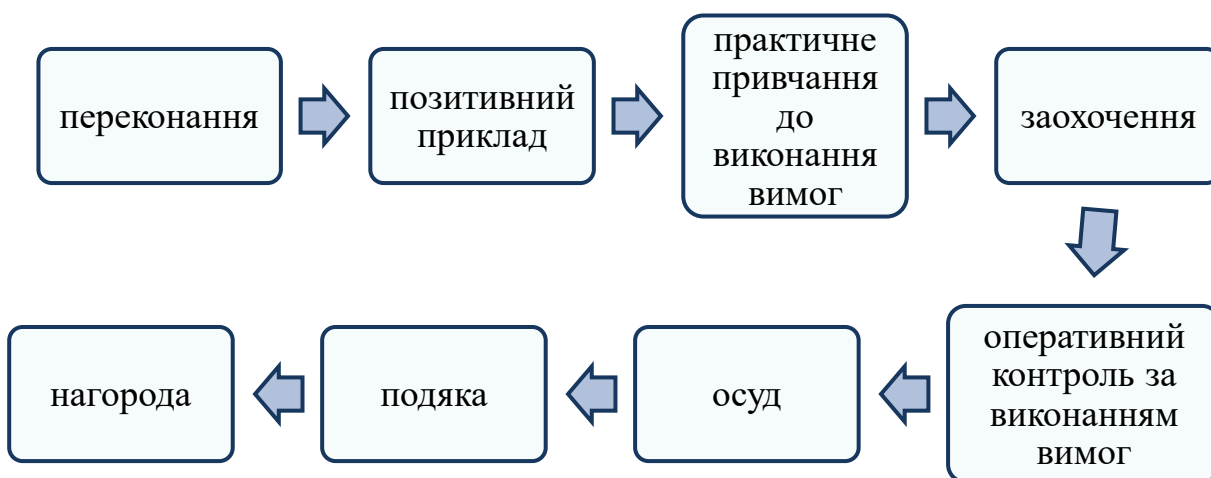 переконання
позитивний
приклад
практичне
привчання
до
виконання
вимог
заохочення
оперативний
контроль за
виконанням
вимог
осуд
подяка
нагорода